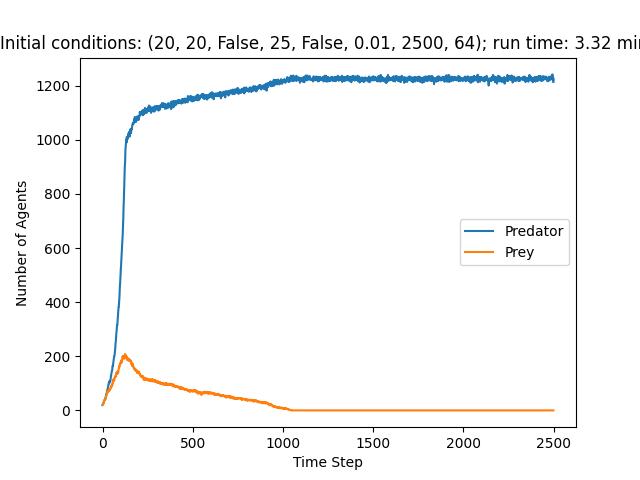 Initial conditions: (20, 20, False, 25, False, 0.01, 2500, 64); run time: 3.32 min
1200
1000
800
600
400
200
0
Number of Agents
Predator
Prey
0 500 1000 1500 2000 2500
Time Step